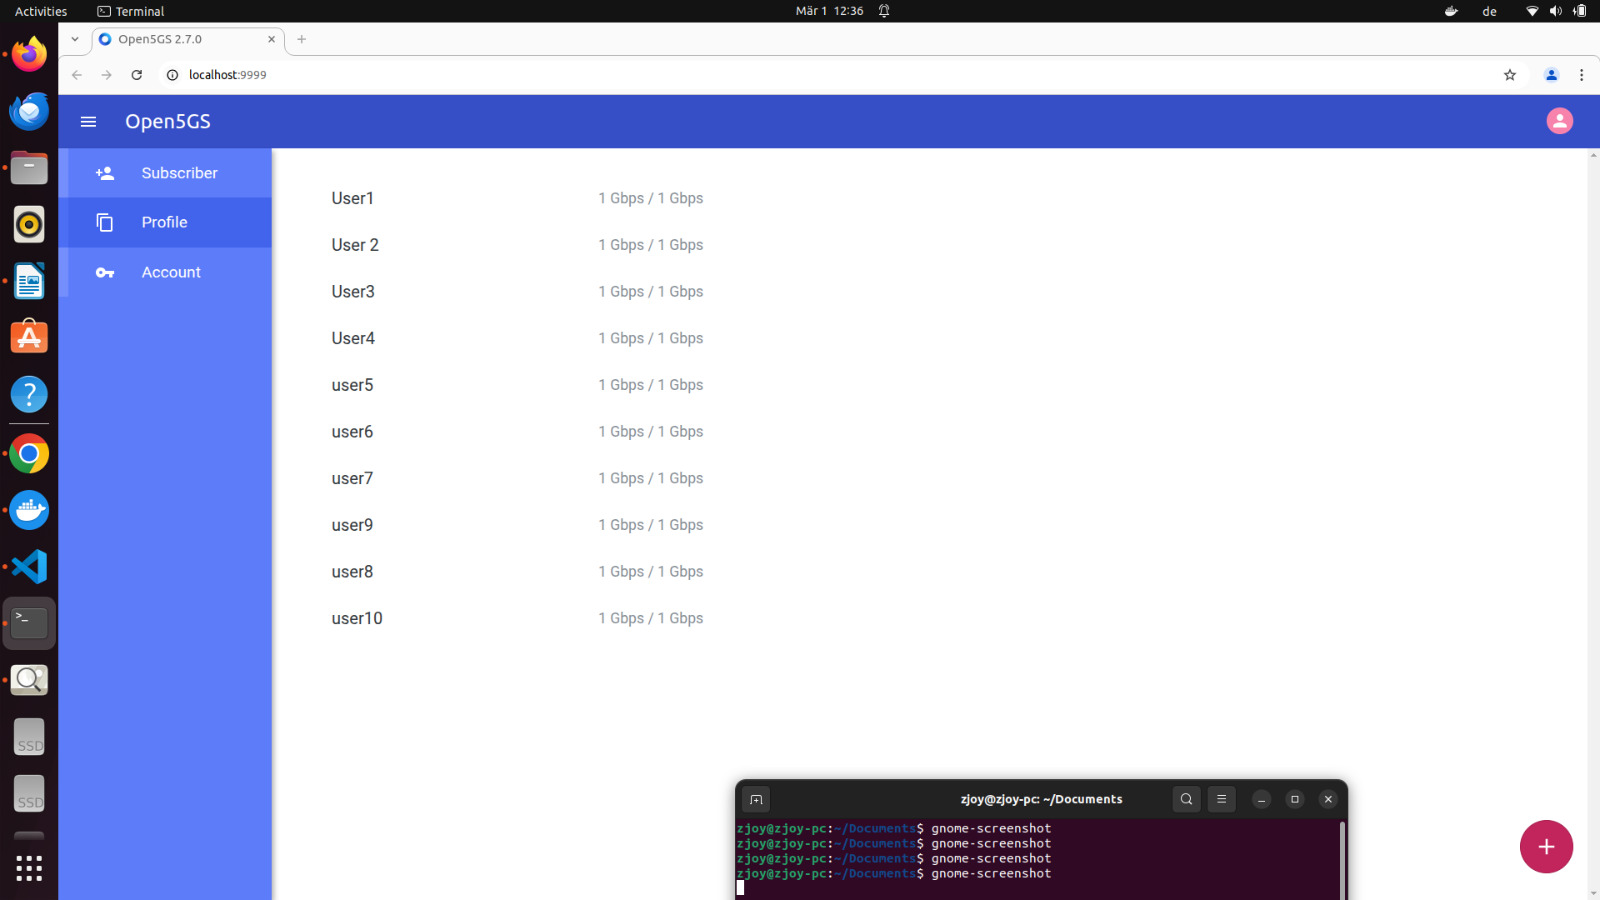 Activities
Terminal
Mär 1 12:36
de
Open5GS 2.7.0
localhost:9999
Open5GS
Subscriber
Profile
Account
User1 1 Gbps / 1 Gbps
User 2 1 Gbps / 1 Gbps
User3 1 Gbps / 1 Gbps
User4 1 Gbps / 1 Gbps
user5 1 Gbps / 1 Gbps
user6 1 Gbps / 1 Gbps
user7 1 Gbps / 1 Gbps
user9 1 Gbps / 1 Gbps
user8 1 Gbps / 1 Gbps
user10 1 Gbps / 1 Gbps
SSD
SSD
zjoy@zjoy-pc: ~/Documents
zjoy@zjoy-pc:~/Documents$ gnome-screenshot
zjoy@zjoy-pc:~/Documents$ gnome-screenshot
zjoy@zjoy-pc:~/Documents$ gnome-screenshot
zjoy@zjoy-pc:~/Documents$ gnome-screenshot